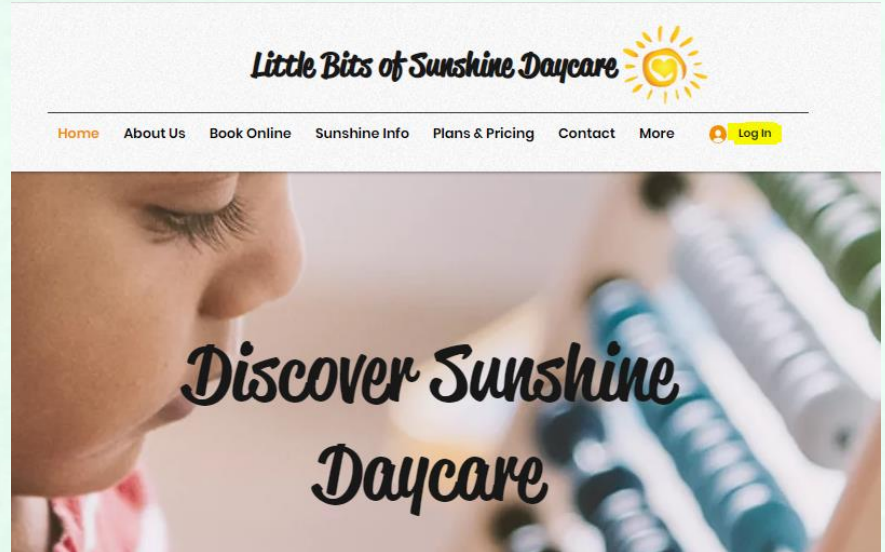 Little Bits of Sunshine Daycare
Home About Us Book Online Sunshine Info Plans & Pricing Contact More Log In
Discover Sunshine
Daycare